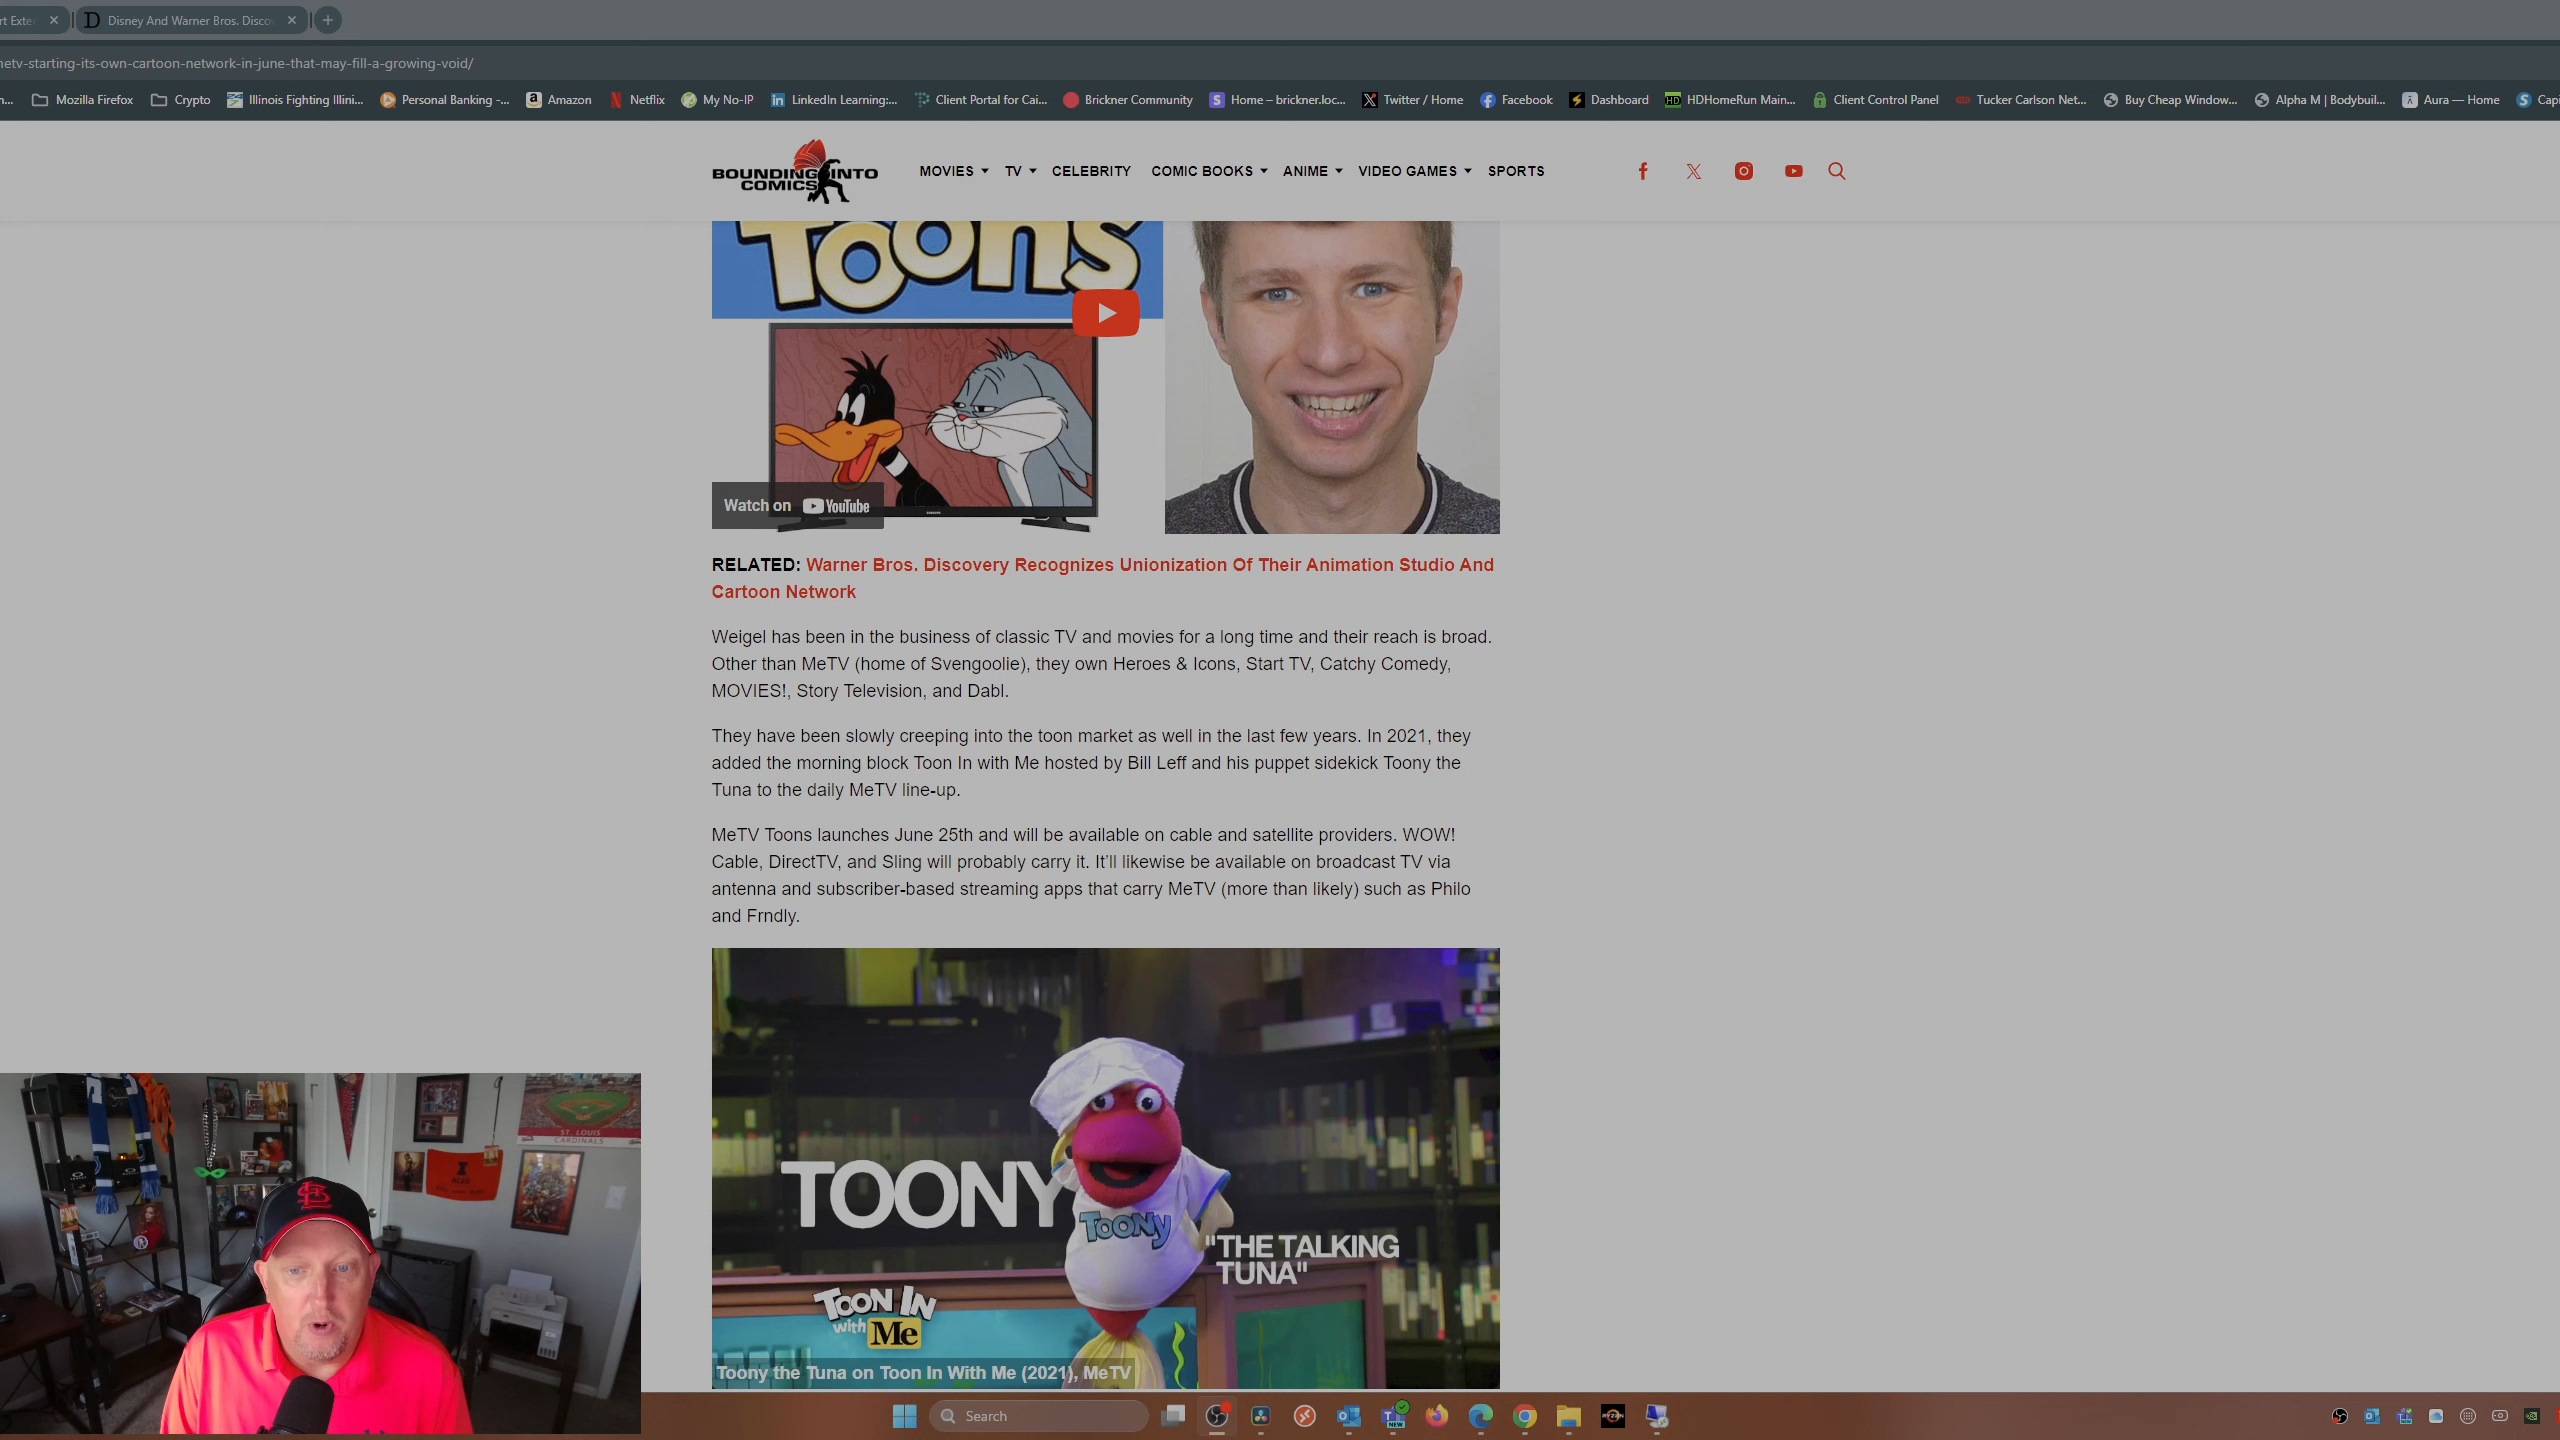 rt Exte
Disney And Warner Bros. Disco
netv-starting-its-own-cartoon-network-in-june-that-may-fill-a-growing-void/
n... Mozilla Firefox Crypto Illinois Fighting Illini... Personal Banking -... Amazon Netflix My No-IP LinkedIn Learning:... Client Portal for Cai... Brickner Community Home – brickner.loc... Twitter / Home Facebook Dashboard HDHomeRun Main... Client Control Panel Tucker Carlson Net... Buy Cheap Window... Alpha M | Bodybuil... Aura — Home Capi
BOUNDING INTO
COMICS
MOVIES TV CELEBRITY COMIC BOOKS ANIME VIDEO GAMES SPORTS
Toons
Watch on YouTube
RELATED: Warner Bros. Discovery Recognizes Unionization Of Their Animation Studio And
Cartoon Network
Weigel has been in the business of classic TV and movies for a long time and their reach is broad.
Other than MeTV (home of Svengoolie), they own Heroes & Icons, Start TV, Catchy Comedy,
MOVIES!, Story Television, and Dabl.
They have been slowly creeping into the toon market as well in the last few years. In 2021, they
added the morning block Toon In with Me hosted by Bill Leff and his puppet sidekick Toony the
Tuna to the daily MeTV line-up.
MeTV Toons launches June 25th and will be available on cable and satellite providers. WOW!
Cable, DirectTV, and Sling will probably carry it. It'll likewise be available on broadcast TV via
antenna and subscriber-based streaming apps that carry MeTV (more than likely) such as Philo
and Frndly.
TOONY
Toony
"THE TALKING
TUNA"
TOON IN
with Me
Toony the Tuna on Toon In With Me (2021), MeTV
ST. LOUIS
CARDINALS
Search
NEW
RYZEN